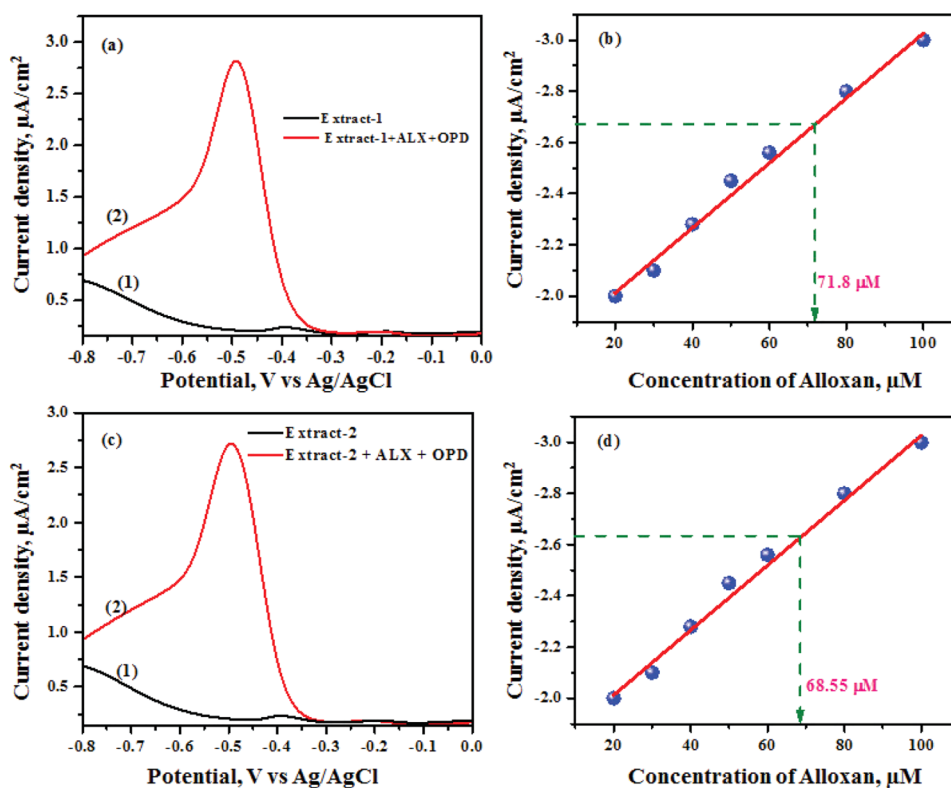 (a)
3.0
2.5
2.0
1.5
1.0
0.5
Current density, µA/cm²
Extract-1
Extract-1+ALX+OPD
(2)
(1)
-0.8 -0.7 -0.6 -0.5 -0.4 -0.3 -0.2 -0.1 0.0
Potential, V vs Ag/AgCl
(b)
-3.0
-2.8
-2.6
-2.4
-2.2
-2.0
Current density, µA/cm²
71.8 µM
20 40 60 80 100
Concentration of Alloxan, µM
(c)
3.0
2.5
2.0
1.5
1.0
0.5
Current density, µA/cm²
Extract-2
Extract-2 + ALX + OPD
(2)
(1)
-0.8 -0.7 -0.6 -0.5 -0.4 -0.3 -0.2 -0.1 0.0
Potential, V vs Ag/AgCl
(d)
-3.0
-2.8
-2.6
-2.4
-2.2
-2.0
Current density, µA/cm²
68.55 µM
20 40 60 80 100
Concentration of Alloxan, µM